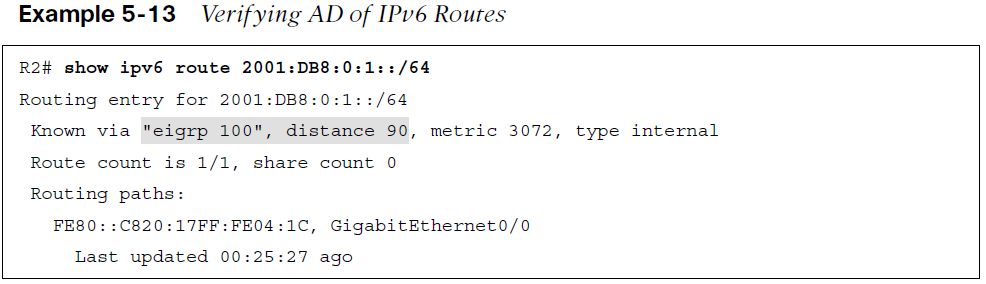 Example 5-13 Verifying AD of IPv6 Routes
R2# show ipv6 route 2001:DB8:0:1::/64
Routing entry for 2001:DB8:0:1::/64
Known via "eigrp 100", distance 90, metric 3072, type internal
Route count is 1/1, share count 0
Routing paths:
FE80::C820:17FF:FE04:1C, GigabitEthernet0/0
Last updated 00:25:27 ago